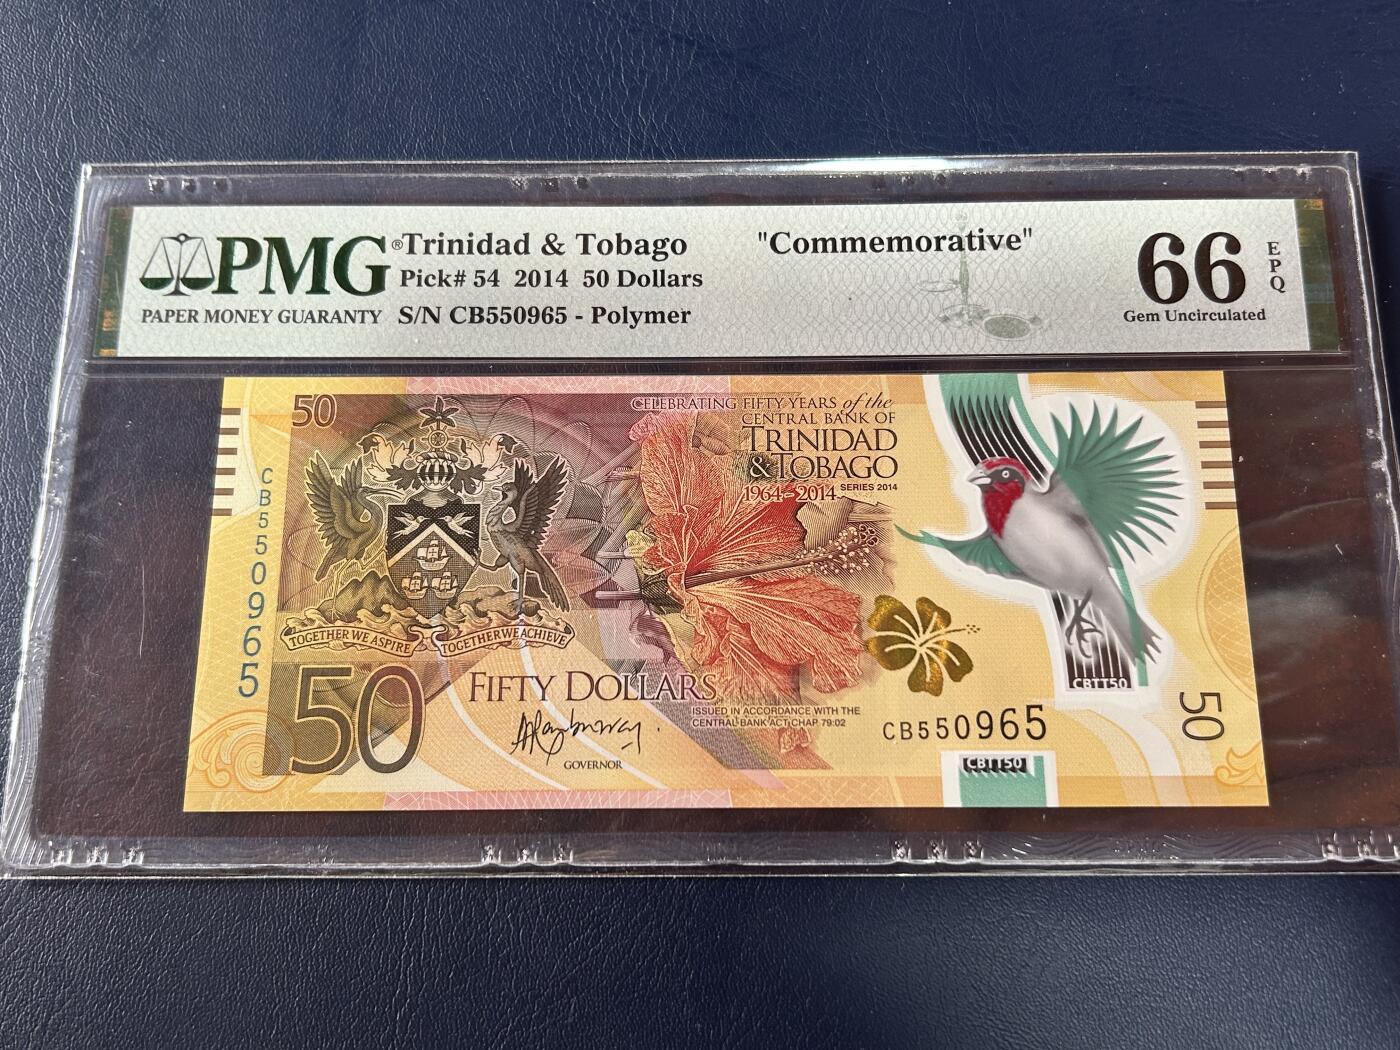 PMG®
PAPER MONEY GUARANTY
Trinidad & Tobago
Pick# 54 2014 50 Dollars
S/N CB550965 - Polymer
"Commemorative"
66
EPQ
Gem Uncirculated
50
CELEBRATING FIFTY YEARS of the
CENTRAL BANK OF
TRINIDAD
& TOBAGO
1964-2014 SERIES 2014
CB550965
TOGETHER WE ASPIRE TOGETHER WE ACHIEVE
50
FIFTY DOLLARS
ISSUED IN ACCORDANCE WITH THE
CENTRAL BANK ACT CHAP 79:02
GOVERNOR
CB550965
CBTT50
50
CBTT50